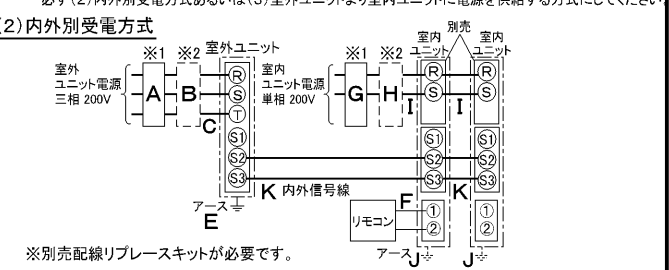 必ず(2)内外別受電方式あるいは(3)室外ユニットより室内ユニットに電源を供給する方式にしてください。
(2)内外別受電方式
※1 ※2 室外ユニット
室外
ユニット電源
三相 200V
A B C
R
S
T
S1
S2
S3
アース
E
※1 ※2
室内
ユニット電源
単相 200V
G H
別売
室内
ユニット
室内
ユニット
R
S
I
S1
S2
S3
R
S
I
S1
S2
S3
K 内外信号線
K
F
リモコン
①
②
①
②
アース
J
J
※別売配線リプレースキットが必要です。